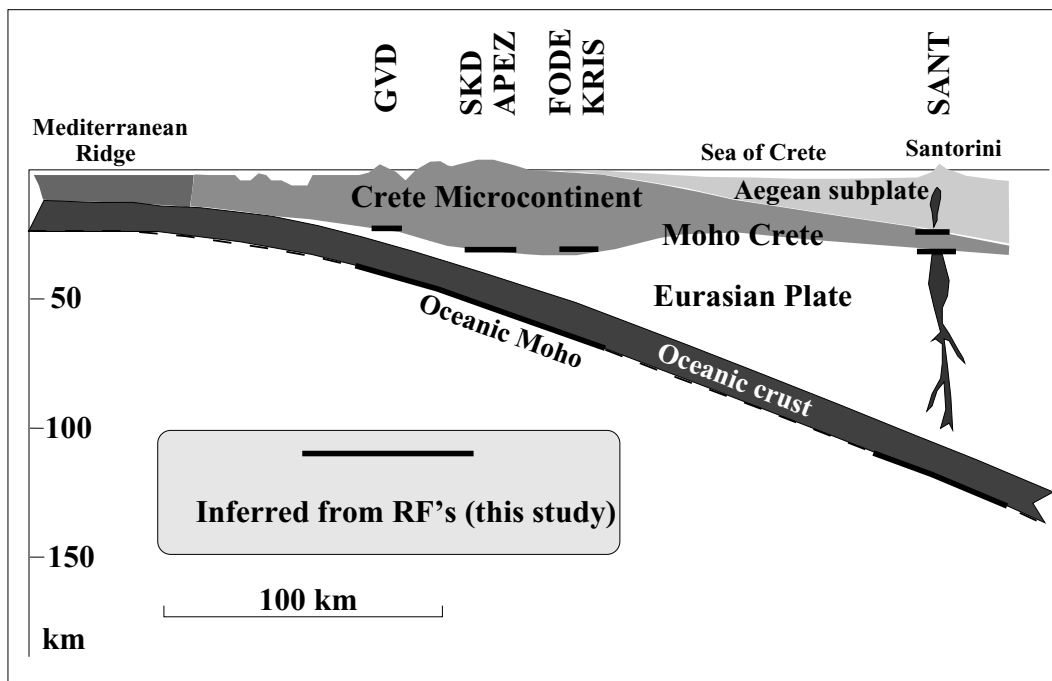 GVD
SKD
APEZ
FODE
KRIS
SANT
Mediterranean
Ridge
Sea of Crete
Santorini
Crete Microcontinent
Aegean subplate
Moho Crete
Eurasian Plate
50
Oceanic Moho
Oceanic crust
100
Inferred from RF's (this study)
150
100 km
km